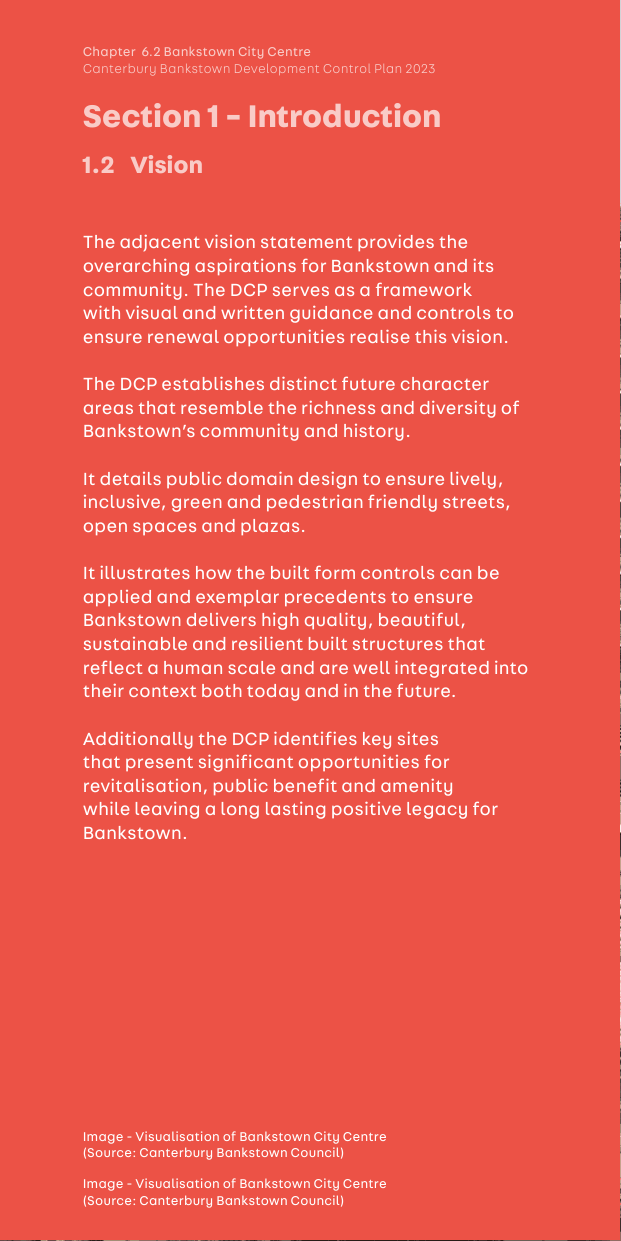 Chapter 6.2 Bankstown City Centre
Canterbury Bankstown Development Control Plan 2023
Section 1 – Introduction
1.2 Vision
The adjacent vision statement provides the
overarching aspirations for Bankstown and its
community. The DCP serves as a framework
with visual and written guidance and controls to
ensure renewal opportunities realise this vision.
The DCP establishes distinct future character
areas that resemble the richness and diversity of
Bankstown's community and history.
It details public domain design to ensure lively,
inclusive, green and pedestrian friendly streets,
open spaces and plazas.
It illustrates how the built form controls can be
applied and exemplar precedents to ensure
Bankstown delivers high quality, beautiful,
sustainable and resilient built structures that
reflect a human scale and are well integrated into
their context both today and in the future.
Additionally the DCP identifies key sites
that present significant opportunities for
revitalisation, public benefit and amenity
while leaving a long lasting positive legacy for
Bankstown.
Image - Visualisation of Bankstown City Centre
(Source: Canterbury Bankstown Council)
Image - Visualisation of Bankstown City Centre
(Source: Canterbury Bankstown Council)